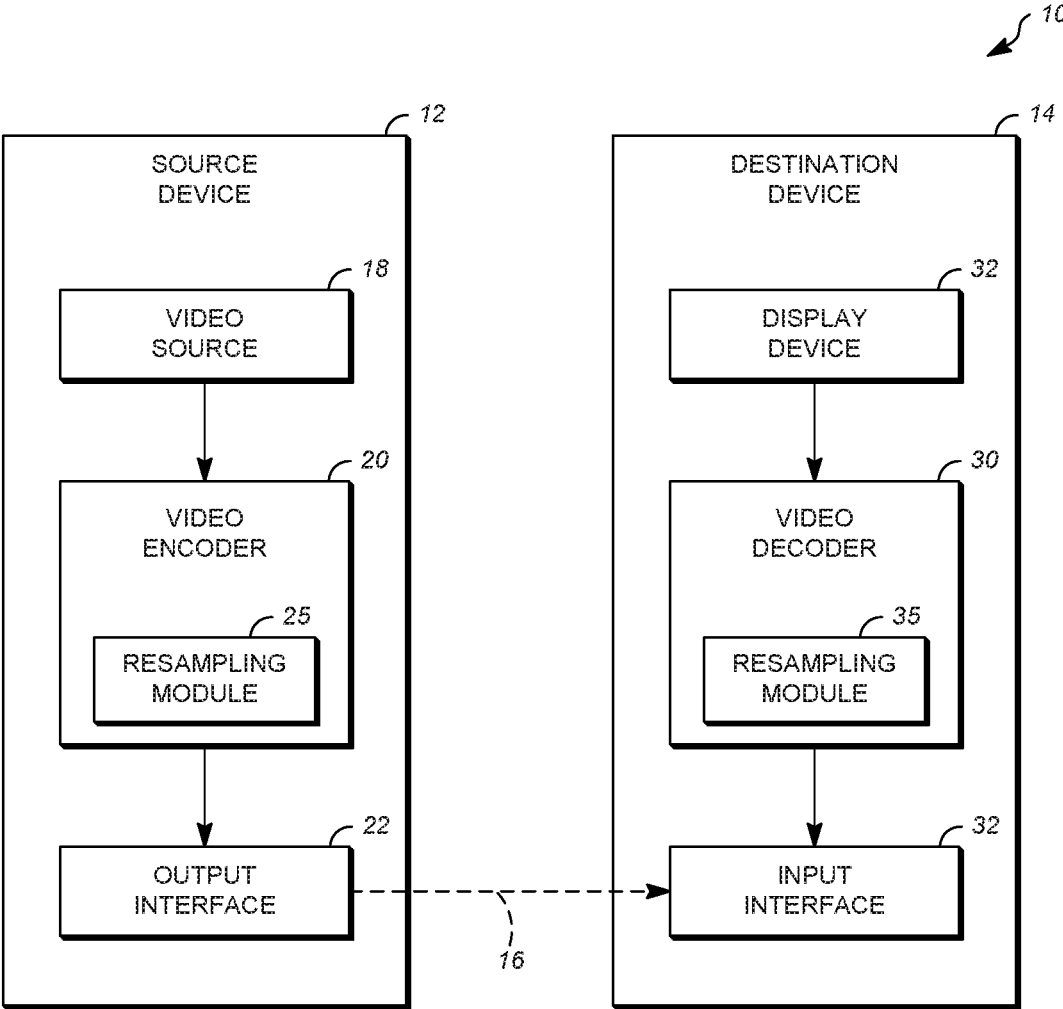 10
12
SOURCE
DEVICE
18
VIDEO
SOURCE
20
VIDEO
ENCODER
25
RESAMPLING
MODULE
22
OUTPUT
INTERFACE
16
14
DESTINATION
DEVICE
32
DISPLAY
DEVICE
30
VIDEO
DECODER
35
RESAMPLING
MODULE
32
INPUT
INTERFACE